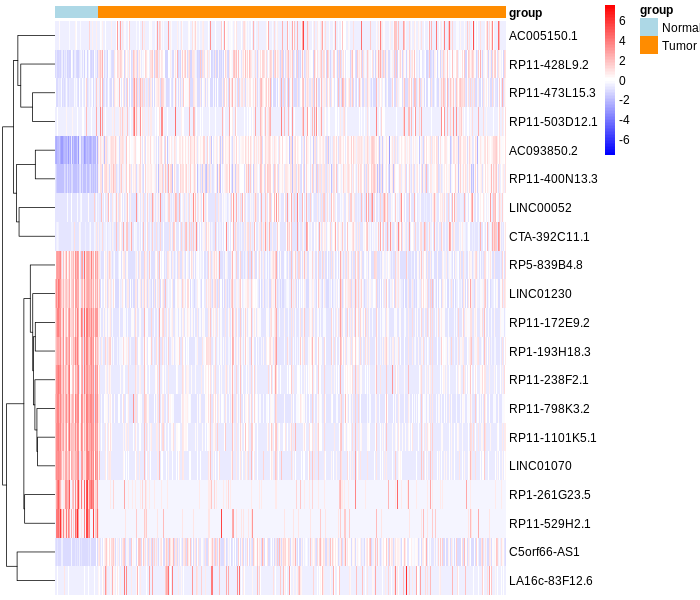 group
AC005150.1
RP11-428L9.2
RP11-473L15.3
RP11-503D12.1
AC093850.2
RP11-400N13.3
LINC00052
CTA-392C11.1
RP5-839B4.8
LINC01230
RP11-172E9.2
RP1-193H18.3
RP11-238F2.1
RP11-798K3.2
RP11-1101K5.1
LINC01070
RP1-261G23.5
RP11-529H2.1
C5orf66-AS1
LA16c-83F12.6
6
4
2
0
-2
-4
-6
group
Normal
Tumor